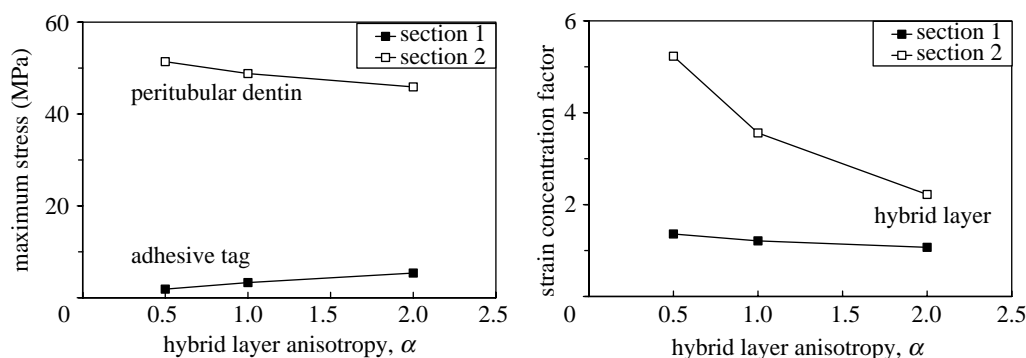 60
40
20
0
0.5 1.0 1.5 2.0 2.5
maximum stress (MPa)
hybrid layer anisotropy, α
section 1
section 2
peritubular dentin
adhesive tag
6
4
2
0
0.5 1.0 1.5 2.0 2.5
strain concentration factor
hybrid layer anisotropy, α
section 1
section 2
hybrid layer